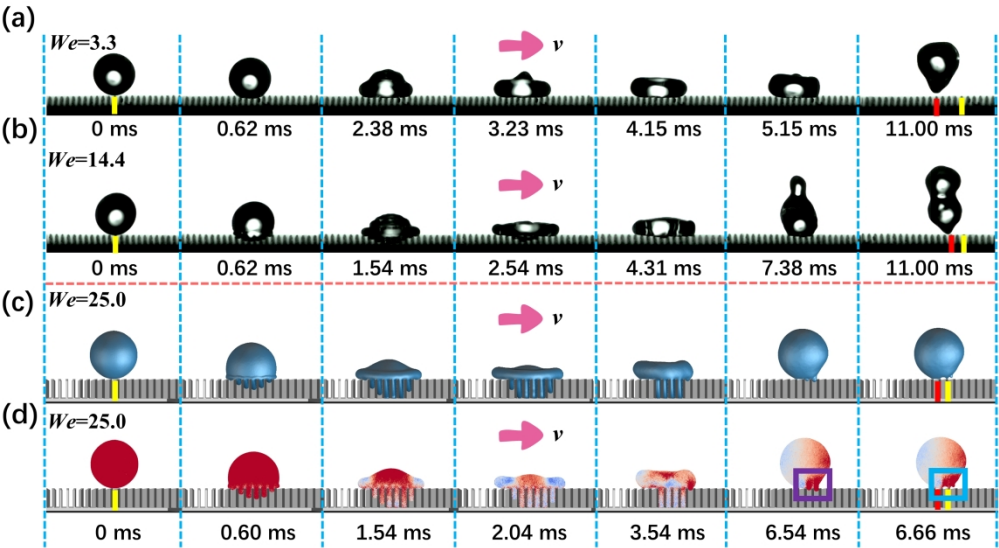 (a)
We=3.3
v
0 ms 0.62 ms 2.38 ms 3.23 ms 4.15 ms 5.15 ms 11.00 ms
(b)
We=14.4
v
0 ms 0.62 ms 1.54 ms 2.54 ms 4.31 ms 7.38 ms 11.00 ms
(c)
We=25.0
v
(d)
We=25.0
v
0 ms 0.60 ms 1.54 ms 2.04 ms 3.54 ms 6.54 ms 6.66 ms